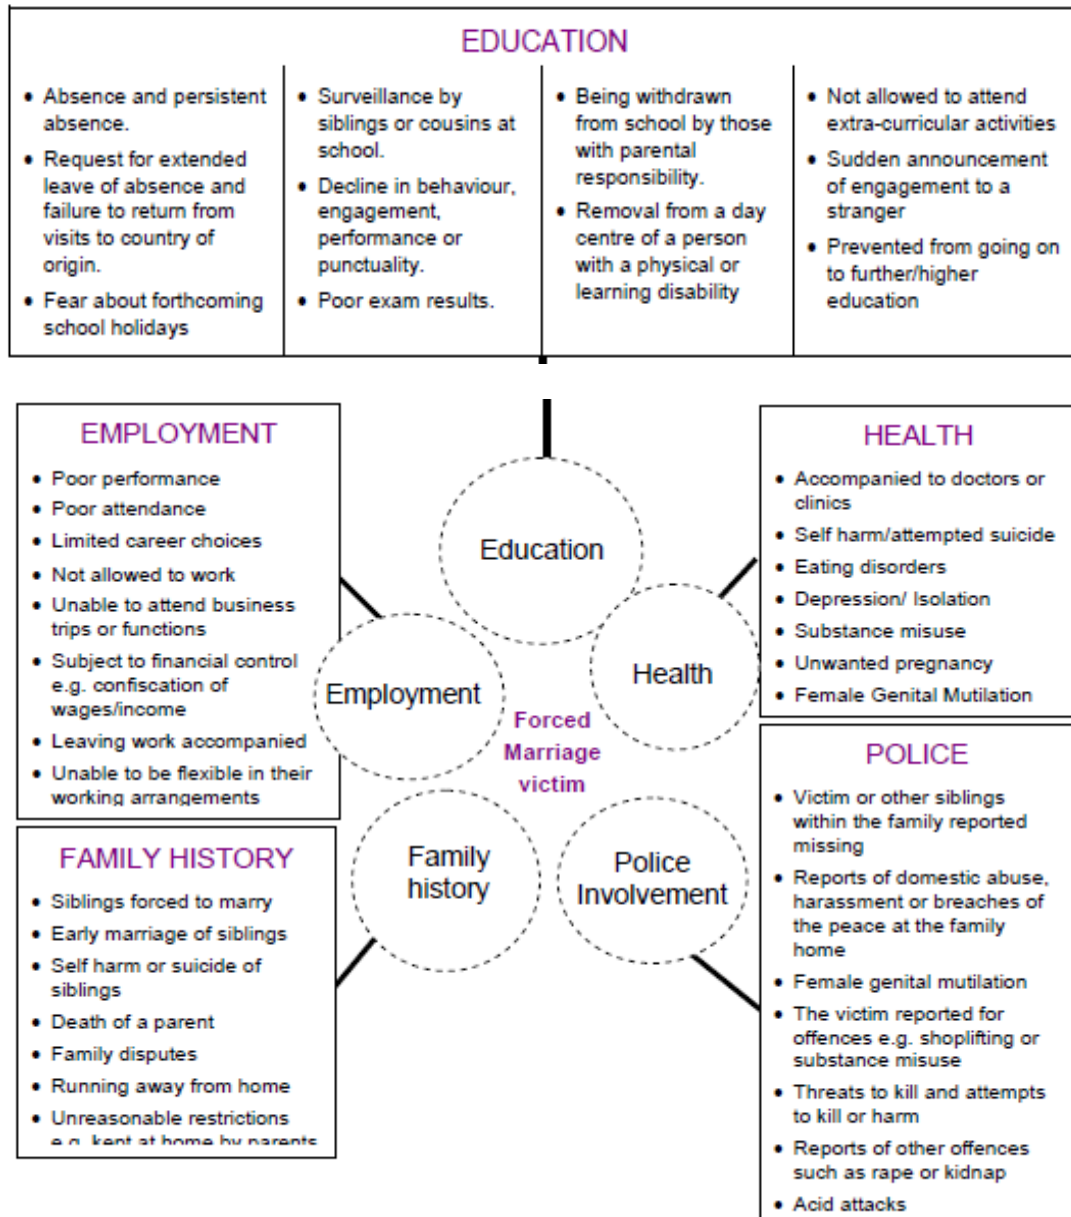 EDUCATION
• Absence and persistent
absence.
• Request for extended
leave of absence and
failure to return from
visits to country of
origin.
• Fear about forthcoming
school holidays
• Surveillance by
siblings or cousins at
school.
• Decline in behaviour,
engagement,
performance or
punctuality.
• Poor exam results.
• Being withdrawn
from school by those
with parental
responsibility.
• Removal from a day
centre of a person
with a physical or
learning disability
• Not allowed to attend
extra-curricular activities
• Sudden announcement
of engagement to a
stranger
• Prevented from going on
to further/higher
education
EMPLOYMENT
• Poor performance
• Poor attendance
• Limited career choices
• Not allowed to work
• Unable to attend business
trips or functions
• Subject to financial control
e.g. confiscation of
wages/income
• Leaving work accompanied
• Unable to be flexible in their
working arrangements
Education
Employment
Health
Forced
Marriage
victim
Family
history
Police
Involvement
HEALTH
• Accompanied to doctors or
clinics
• Self harm/attempted suicide
• Eating disorders
• Depression/ Isolation
• Substance misuse
• Unwanted pregnancy
• Female Genital Mutilation
FAMILY HISTORY
• Siblings forced to marry
• Early marriage of siblings
• Self harm or suicide of
siblings
• Death of a parent
• Family disputes
• Running away from home
• Unreasonable restrictions
e.g. kept at home by parents
POLICE
• Victim or other siblings
within the family reported
missing
• Reports of domestic abuse,
harassment or breaches of
the peace at the family
home
• Female genital mutilation
• The victim reported for
offences e.g. shoplifting or
substance misuse
• Threats to kill and attempts
to kill or harm
• Reports of other offences
such as rape or kidnap
• Acid attacks